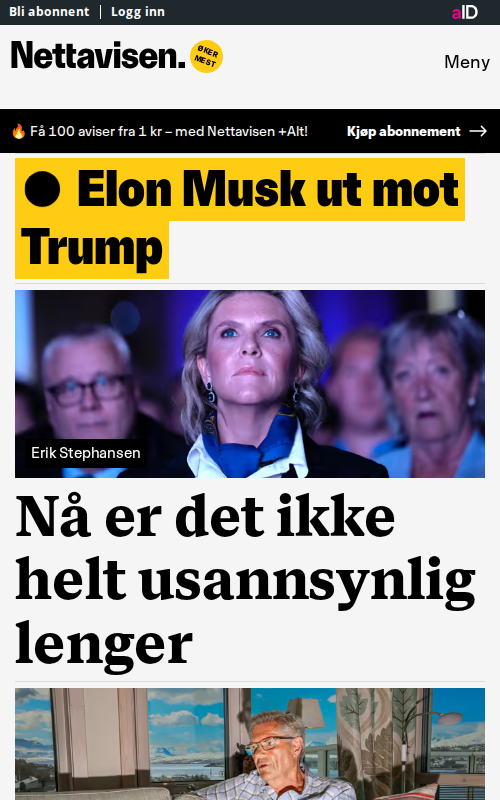 Bli abonnent | Logg inn
aID
Nettavisen.
ØKER
MEST
Meny
🔥 Få 100 aviser fra 1 kr – med Nettavisen +Alt!
Kjøp abonnement →
● Elon Musk ut mot
Trump
Erik Stephansen
Nå er det ikke
helt usannsynlig
lenger